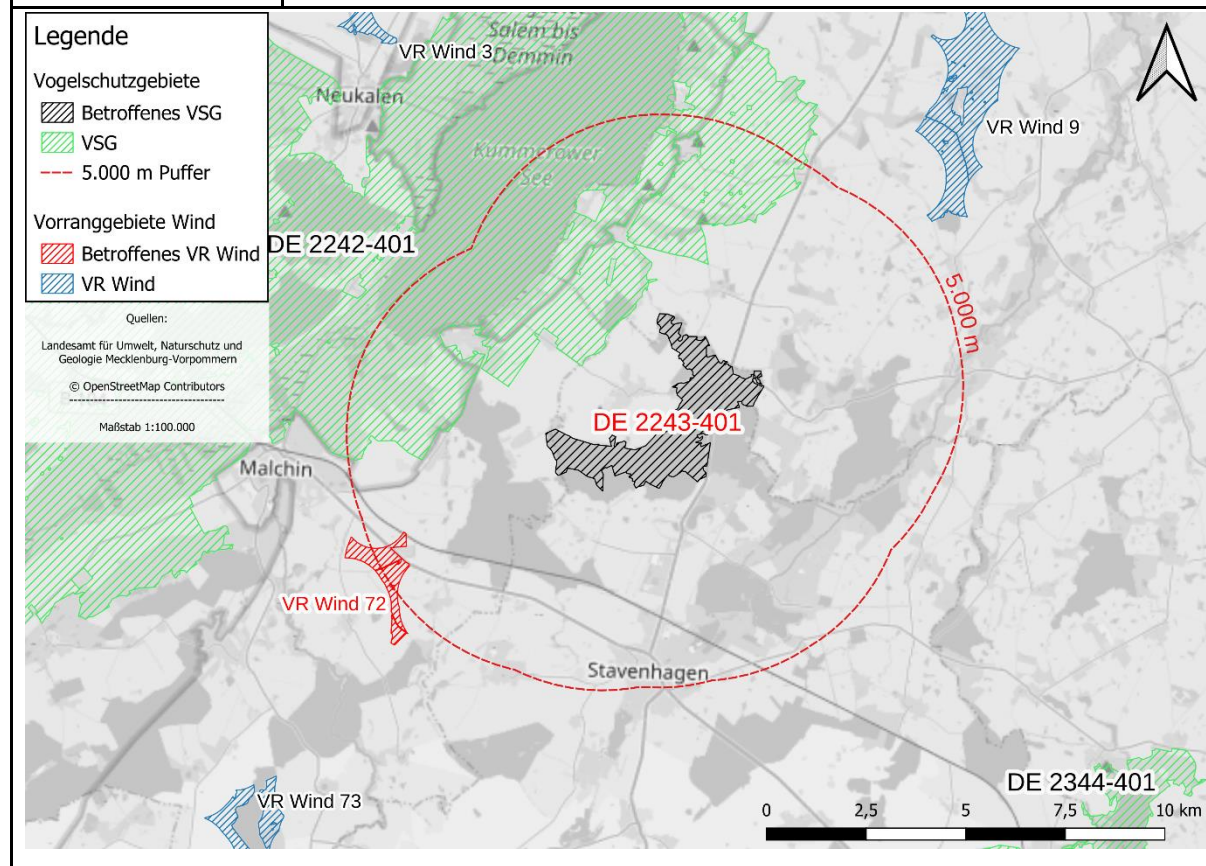 Legende
Vogelschutzgebiete
Betroffenes VSG
VSG
5.000 m Puffer
Vorranggebiete Wind
Betroffenes VR Wind
VR Wind
Quellen:
Landesamt für Umwelt, Naturschutz und
Geologie Mecklenburg-Vorpommern
© OpenStreetMap Contributors
Maßstab 1:100.000
Salem bis
Demmin
VR Wind 3
Neukalen
Kummerower
See
VR Wind 9
DE 2242-401
5.000 m
DE 2243-401
Malchin
VR Wind 72
Stavenhagen
VR Wind 73
DE 2344-401
0 2,5 5 7,5 10 km